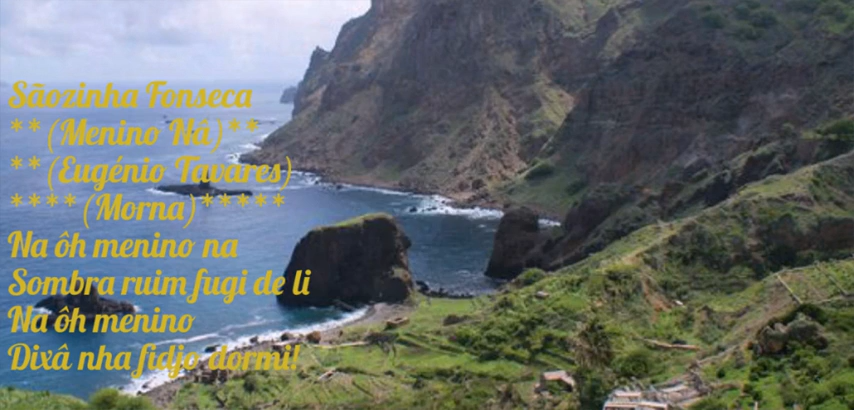 Sãozinha Fonseca
**(Menino Nâ)**
**(Eugénio Tavares)
****(Morna)*****
Na ôh menino na
Sombra ruim fugi de li
Na ôh menino
Dixâ nha fidjo dormi!